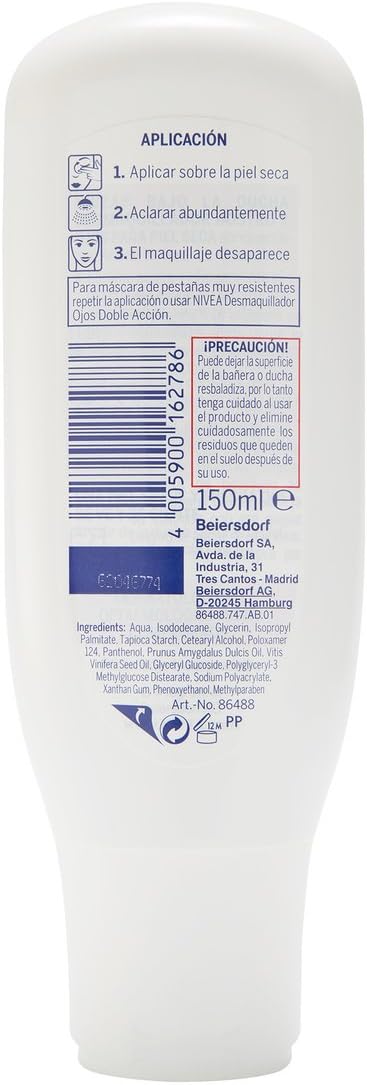 APLICACIÓN
1. Aplicar sobre la piel seca
2. Aclarar abundantemente
3. El maquillaje desaparece
Para máscara de pestañas muy resistentes
repetir la aplicación o usar NIVEA Desmaquillador
Ojos Doble Acción.
¡PRECAUCIÓN!
Puede dejar la superficie
de la bañera o ducha
resbaladiza, por lo tanto
tenga cuidado al usar
el producto y elimine
cuidadosamente los
residuos que queden
en el suelo después de
su uso.
4 005900 162786
150ml e
Beiersdorf
Beiersdorf SA,
Avda. de la
Industria, 31
Tres Cantos - Madrid
Beiersdorf AG,
D-20245 Hamburg
86488.747.AB.01
Ingredients: Aqua, Isododecane, Glycerin, Isopropyl
Palmitate, Tapioca Starch, Cetearyl Alcohol, Poloxamer
124, Panthenol, Prunus Amygdalus Dulcis Oil, Vitis
Vinifera Seed Oil, Glyceryl Glucoside, Polyglyceryl-3
Methylglucose Distearate, Sodium Polyacrylate,
Xanthan Gum, Phenoxyethanol, Methylparaben
Art.-No. 86488
12 M PP